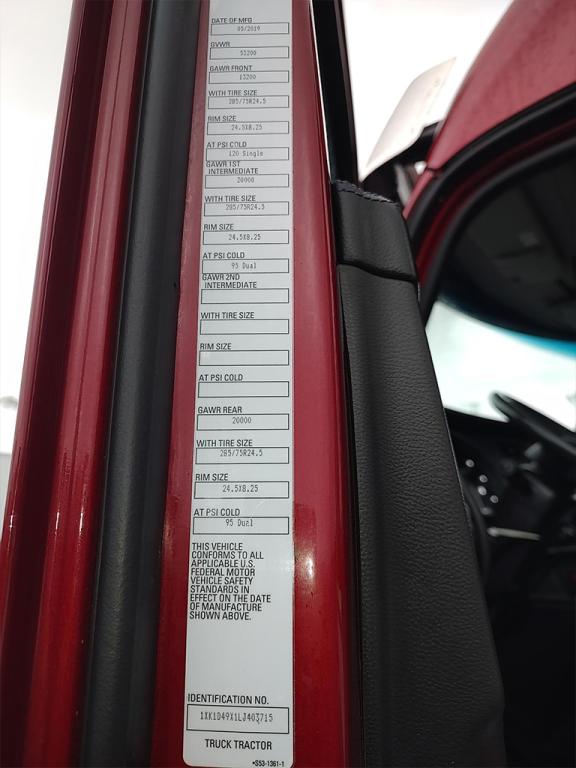 DATE OF MFG
05/2019
GVWR
53200
GAWR FRONT
13200
WITH TIRE SIZE
285/75R24.5
RIM SIZE
24.5X8.25
AT PSI COLD
120 Single
GAWR 1ST
INTERMEDIATE
20000
WITH TIRE SIZE
285/75R24.5
RIM SIZE
24.5X8.25
AT PSI COLD
95 Dual
GAWR 2ND
INTERMEDIATE
WITH TIRE SIZE
RIM SIZE
AT PSI COLD
GAWR REAR
20000
WITH TIRE SIZE
285/75R24.5
RIM SIZE
24.5X8.25
AT PSI COLD
95 Dual
THIS VEHICLE
CONFORMS TO ALL
APPLICABLE U.S.
FEDERAL MOTOR
VEHICLE SAFETY
STANDARDS IN
EFFECT ON THE DATE
OF MANUFACTURE
SHOWN ABOVE.
IDENTIFICATION NO.
1XK1D49X1LJ403715
TRUCK TRACTOR
*S53-1361-1